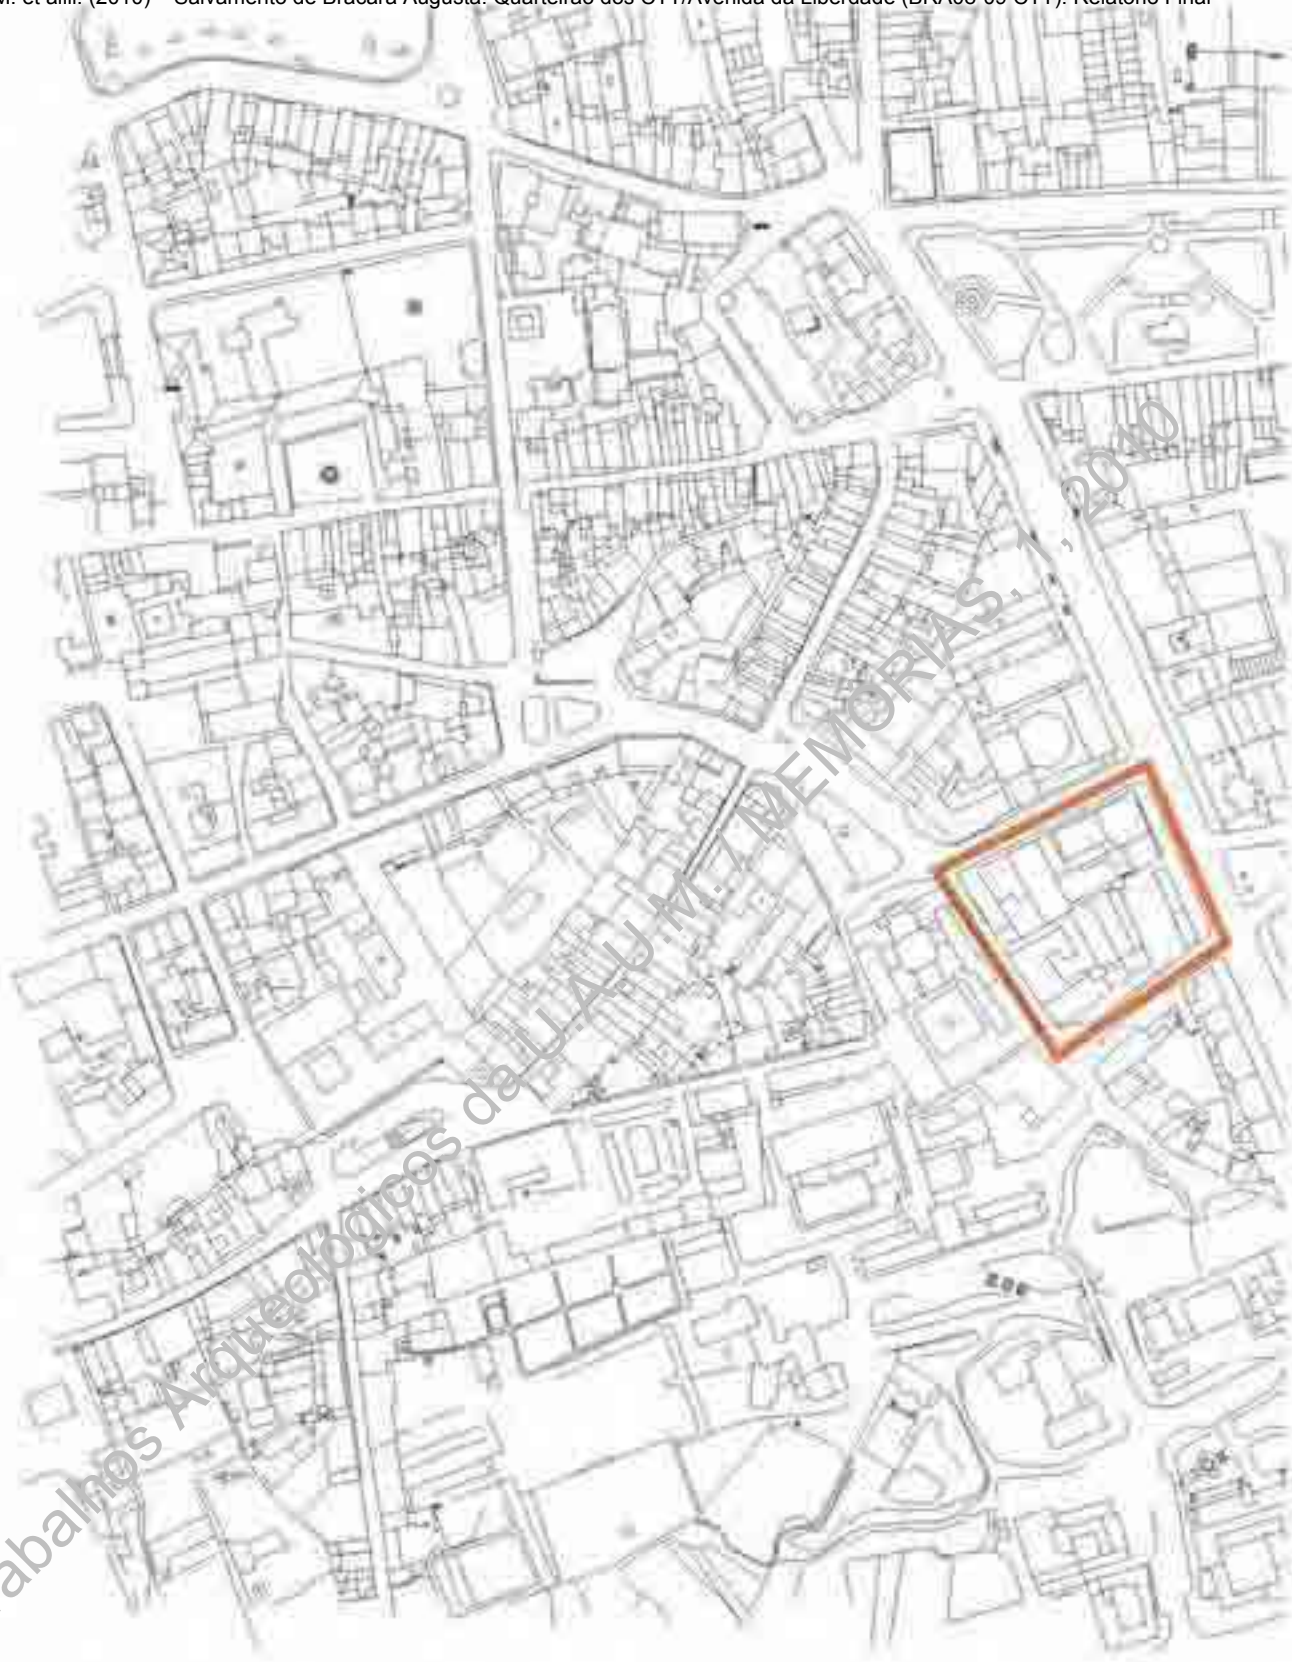 M. et alii. (2010) – Salvamento de Bracara Augusta. Quarteirão dos CTT/Avenida da Liberdade (BRA08-09 CTT). Relatório Final
abalhos Arqueológicos da U.A.U.M. / MEMÓRIAS, 1, 2010